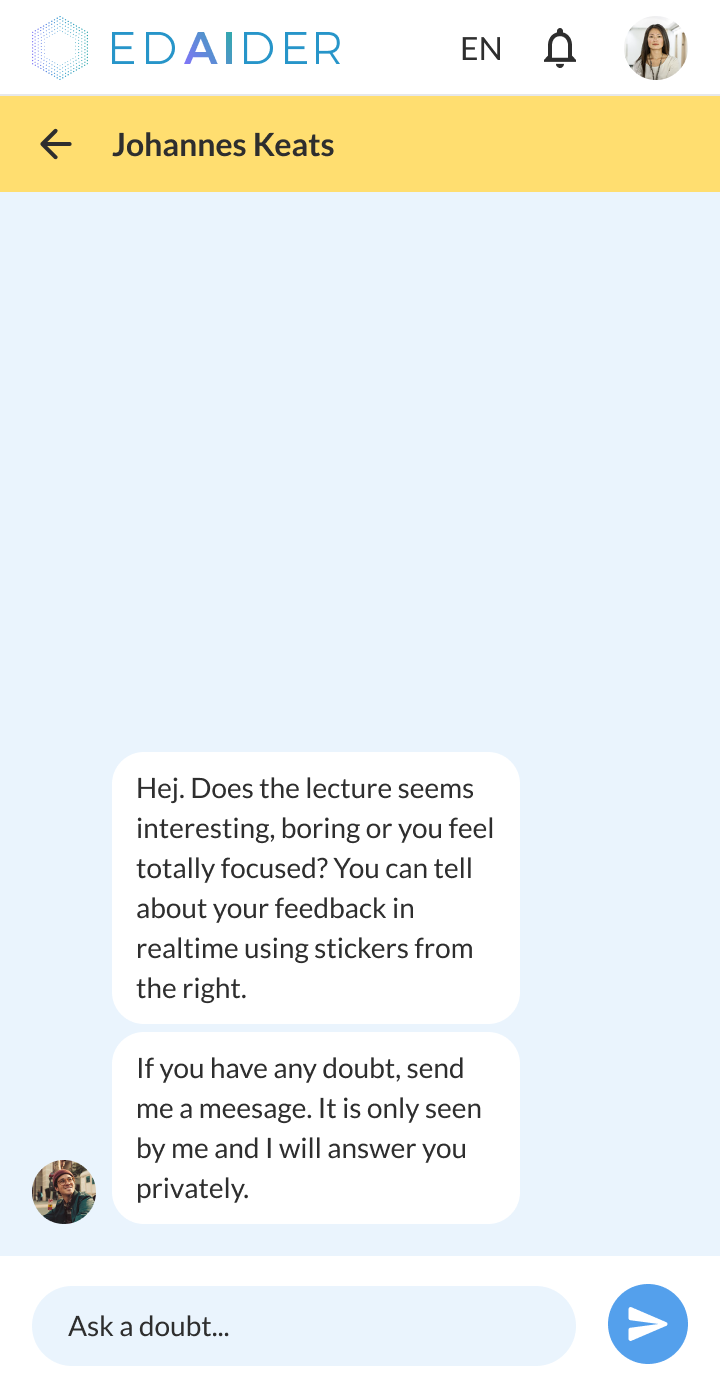 EDAIDER
EN
Johannes Keats
Hej. Does the lecture seems
interesting, boring or you feel
totally focused? You can tell
about your feedback in
realtime using stickers from
the right.
If you have any doubt, send
me a meesage. It is only seen
by me and I will answer you
privately.
Ask a doubt...